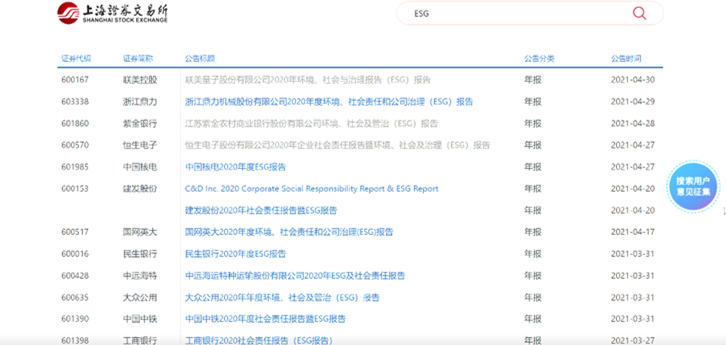 上海證券交易所
SHANGHAI STOCK EXCHANGE
ESG
证券代码 证券简称 公告标题 公告分类 公告时间
600167 联美控股 联美量子股份有限公司2020年环境、社会与治理报告（ESG）报告 年报 2021-04-30
603338 浙江鼎力 浙江鼎力机械股份有限公司2020年度环境、社会责任和公司治理（ESG）报告 年报 2021-04-29
601860 紫金银行 江苏紫金农村商业银行股份有限公司环境、社会及管治（ESG）报告 年报 2021-04-28
600570 恒生电子 恒生电子股份有限公司2020年企业社会责任报告暨环境、社会及治理（ESG）报告 年报 2021-04-27
601985 中国核电 中国核电2020年度ESG报告 年报 2021-04-27
600153 建发股份 C&D Inc. 2020 Corporate Social Responsibility Report & ESG Report 年报 2021-04-20
建发股份2020年社会责任报告暨ESG报告 年报 2021-04-20
600517 国网英大 国网英大2020年度环境、社会责任和公司治理(ESG)报告 年报 2021-04-17
600016 民生银行 民生银行2020年度ESG报告 年报 2021-03-31
600428 中远海特 中远海运特种运输股份有限公司2020年ESG及社会责任报告 年报 2021-03-31
600635 大众公用 大众公用2020年年度环境、社会及管治（ESG）报告 年报 2021-03-31
601390 中国中铁 中国中铁2020年度社会责任报告暨ESG报告 年报 2021-03-31
601398 工商银行 工商银行2020社会责任报告（ESG报告） 年报 2021-03-27
搜索用户
意见征集